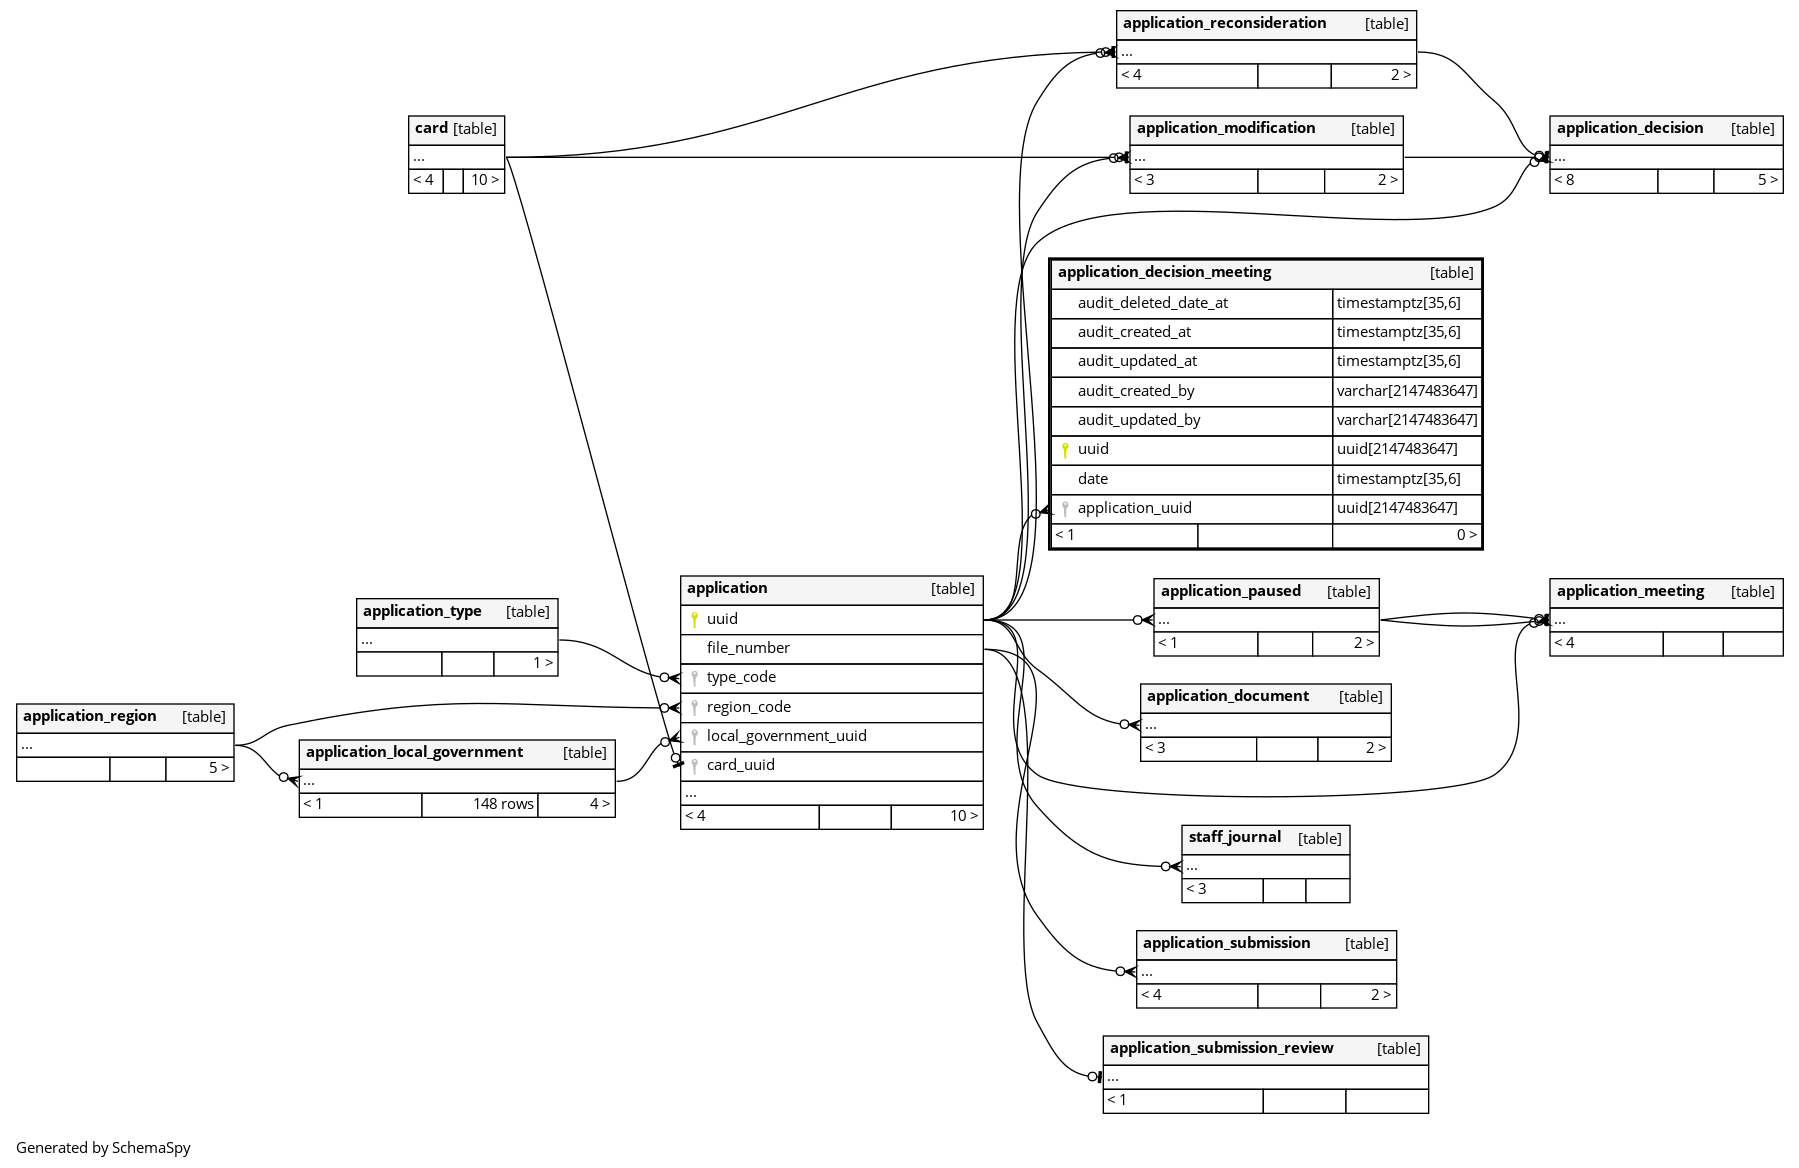 application_reconsideration [table]
...
< 4 2 >
card [table]
...
< 4 10 >
application_modification [table]
...
< 3 2 >
application_decision [table]
...
< 8 5 >
application_decision_meeting [table]
audit_deleted_date_at timestamptz[35,6]
audit_created_at timestamptz[35,6]
audit_updated_at timestamptz[35,6]
audit_created_by varchar[2147483647]
audit_updated_by varchar[2147483647]
uuid uuid[2147483647]
date timestamptz[35,6]
application_uuid uuid[2147483647]
< 1 0 >
application_type [table]
...
1 >
application_region [table]
...
5 >
application_local_government [table]
...
< 1 148 rows 4 >
application [table]
uuid
file_number
type_code
region_code
local_government_uuid
card_uuid
...
< 4 10 >
application_paused [table]
...
< 1 2 >
application_meeting [table]
...
< 4
application_document [table]
...
< 3 2 >
staff_journal [table]
...
< 3
application_submission [table]
...
< 4 2 >
application_submission_review [table]
...
< 1
Generated by SchemaSpy